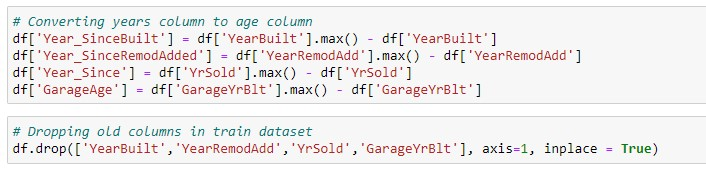 # Converting years column to age column
df['Year_SinceBuilt'] = df['YearBuilt'].max() - df['YearBuilt']
df['Year_SinceRemodAdded'] = df['YearRemodAdd'].max() - df['YearRemodAdd']
df['Year_Since'] = df['YrSold'].max() - df['YrSold']
df['GarageAge'] = df['GarageYrBlt'].max() - df['GarageYrBlt']
# Dropping old columns in train dataset
df.drop(['YearBuilt','YearRemodAdd','YrSold','GarageYrBlt'], axis=1, inplace = True)